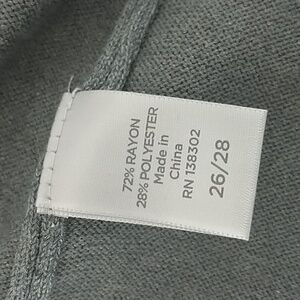 72% RAYON
28% POLYESTER
Made in
China
RN 138302
26/28